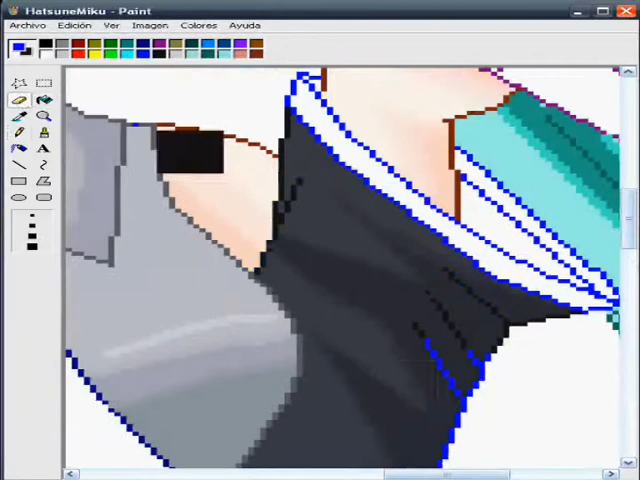 HatsuneMiku - Paint
Archivo Edición Ver Imagen Colores Ayuda
A